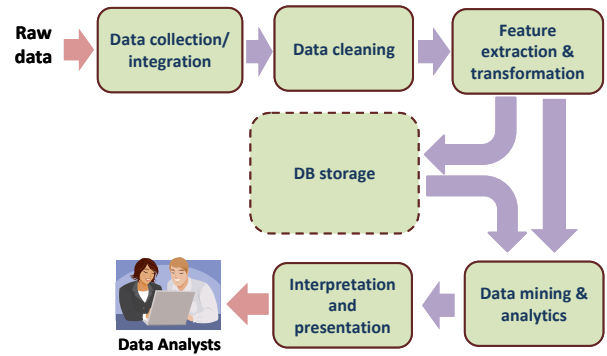 Raw
data
Data collection/
integration
Data cleaning
Feature
extraction &
transformation
DB storage
Data mining &
analytics
Interpretation
and
presentation
Data Analysts